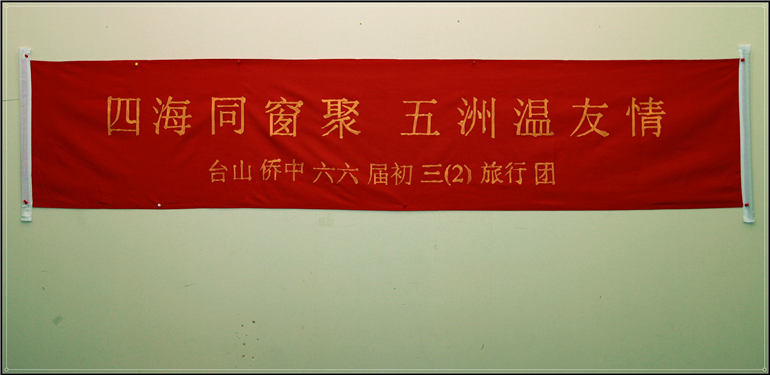 四海同窗聚 五洲温友情
台山侨中六六届初三(2)旅行团